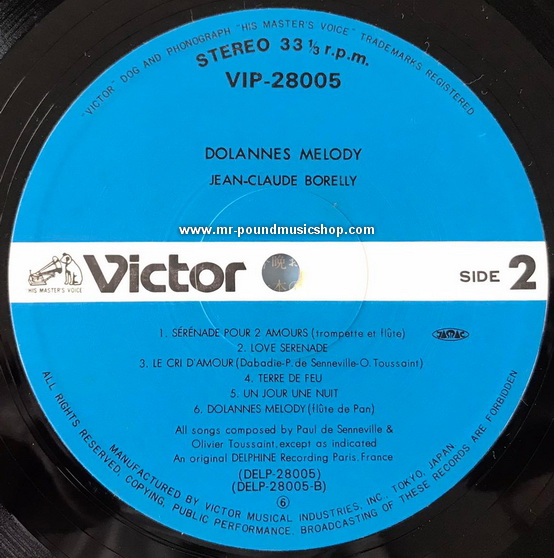 "VICTOR" DOG AND PHONOGRAPH "HIS MASTER'S VOICE" TRADEMARKS REGISTERED
STEREO 33 1/3 r.p.m.
VIP-28005
DOLANNES MELODY
JEAN-CLAUDE BORELLY
www.mr-poundmusicshop.com
HIS MASTER'S VOICE
Victor
SIDE 2
1. SÉRÉNADE POUR 2 AMOURS (trompette et flûte)
JASRAC
2. LOVE SERENADE
3. LE CRI D'AMOUR (Dabadie-P. de Senneville-O. Toussaint)
4. TERRE DE FEU
5. UN JOUR UNE NUIT
6. DOLANNES MELODY (flûte de Pan)
All songs composed by Paul de Senneville &
Olivier Toussaint, except as indicated
An original DELPHINE Recording Paris, France
(DELP-28005)
(DELP-28005-B)
⑥
MANUFACTURED BY VICTOR MUSICAL INDUSTRIES, INC., TOKYO, JAPAN
ALL RIGHTS RESERVED, COPYING, PUBLIC PERFORMANCE, BROADCASTING OF THESE RECORDS ARE FORBIDDEN